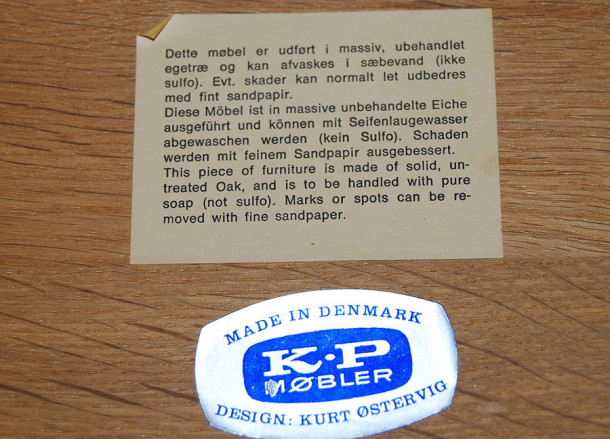 Dette møbel er udført i massiv, ubehandlet
egetræ og kan afvaskes i sæbevand (ikke
sulfo). Evt. skader kan normalt let udbedres
med fint sandpapir.
Diese Möbel ist in massive unbehandelte Eiche
ausgeführt und können mit Seifenlaugewasser
abgewaschen werden (kein Sulfo). Schaden
werden mit feinem Sandpapir ausgebessert.
This piece of furniture is made of solid, un-
treated Oak, and is to be handled with pure
soap (not sulfo). Marks or spots can be re-
moved with fine sandpaper.
MADE IN DENMARK
K·P
MØBLER
DESIGN: KURT ØSTERVIG